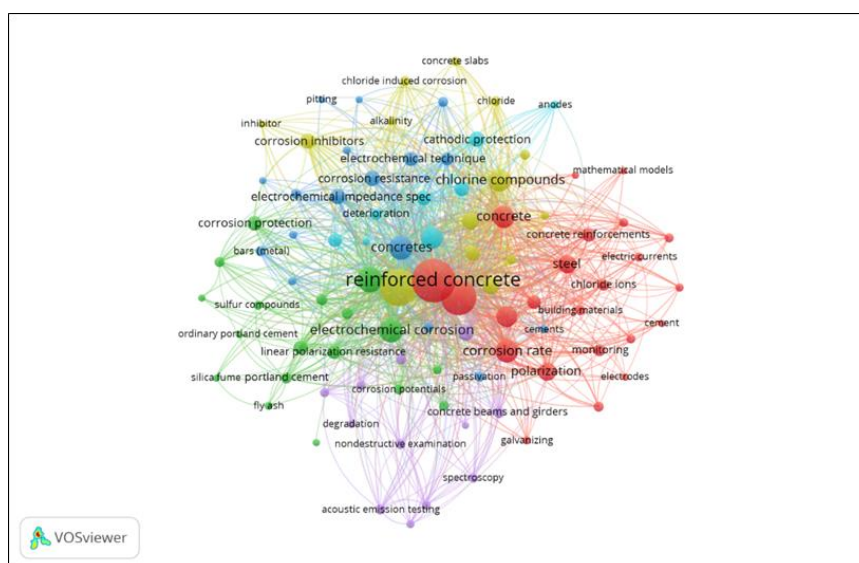 concrete slabs
chloride induced corrosion
pitting
chloride
anodes
inhibitor
alkalinity
corrosion inhibitors
cathodic protection
electrochemical technique
mathematical models
corrosion resistance
chlorine compounds
electrochemical impedance spec
deterioration
concrete
corrosion protection
concrete reinforcements
bars (metal)
concretes
electric currents
steel
reinforced concrete
chloride ions
sulfur compounds
building materials
ordinary portland cement
electrochemical corrosion
cements
cement
linear polarization resistance
corrosion rate
monitoring
silica fume
portland cement
passivation
polarization
electrodes
corrosion potentials
fly ash
concrete beams and girders
degradation
nondestructive examination
galvanizing
spectroscopy
acoustic emission testing
VOSviewer